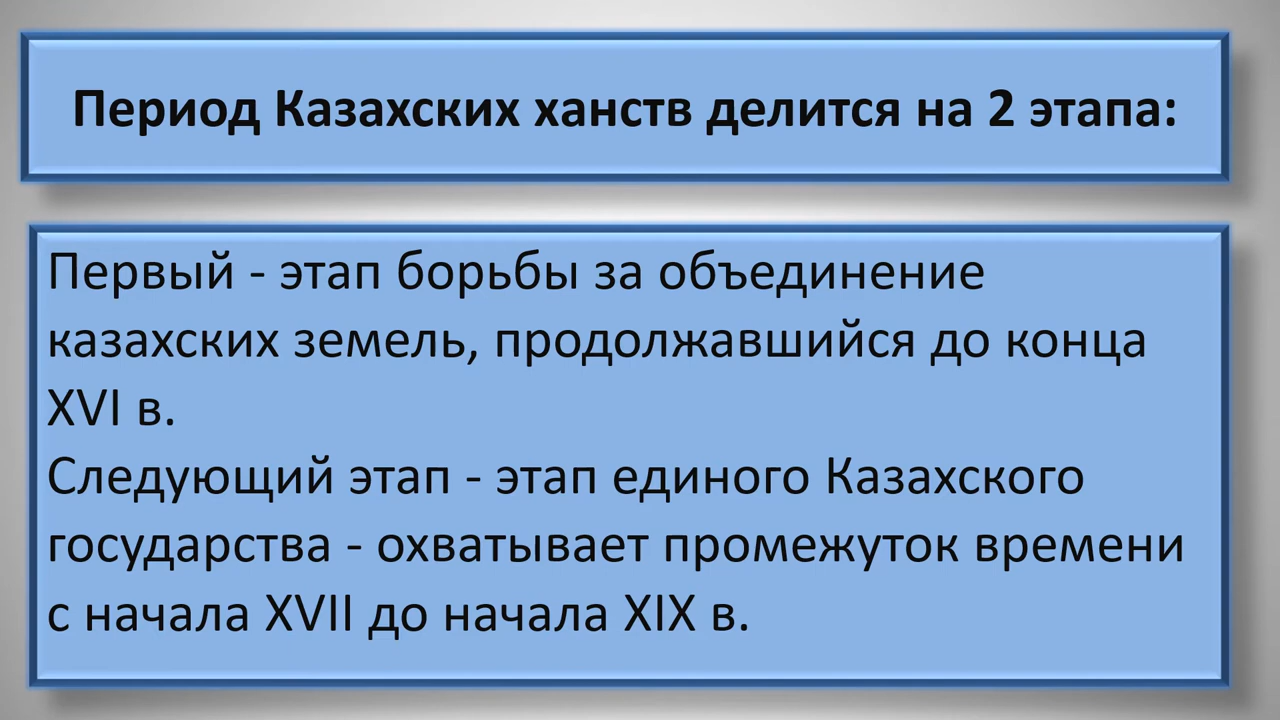 Период Казахских ханств делится на 2 этапа:
Первый - этап борьбы за объединение
казахских земель, продолжавшийся до конца
XVI в.
Следующий этап - этап единого Казахского
государства - охватывает промежуток времени
с начала XVII до начала XIX в.